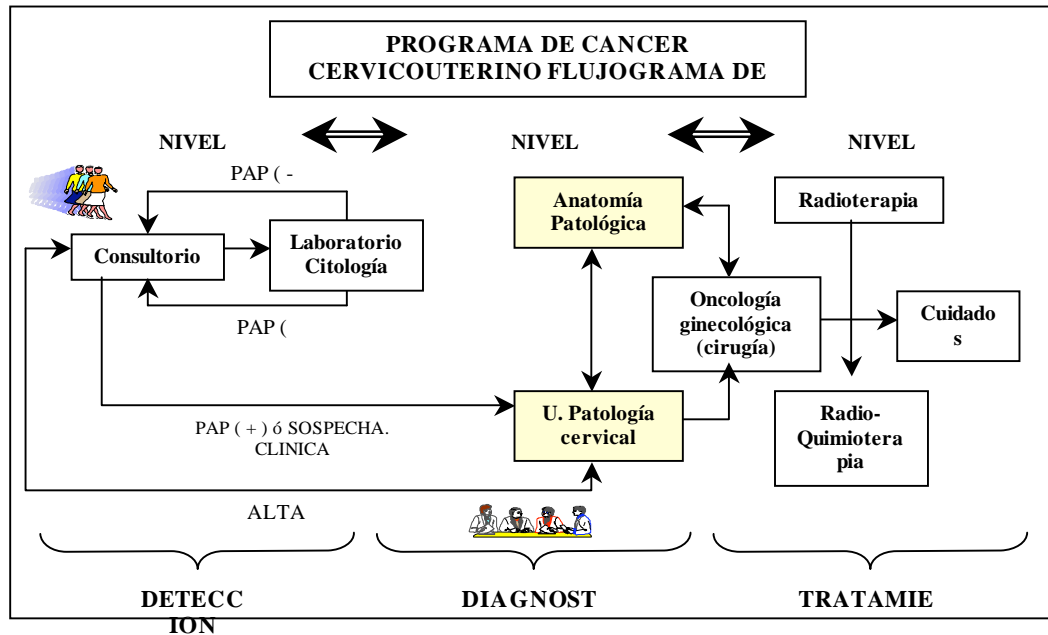 PROGRAMA DE CANCER
CERVICOUTERINO FLUJOGRAMA DE
NIVEL
NIVEL
NIVEL
PAP ( -
Consultorio
Laboratorio
Citología
PAP (
Anatomía
Patológica
Oncología
ginecológica
(cirugía)
Radioterapia
Cuidado
s
PAP ( + ) ó SOSPECHA.
CLINICA
U. Patología
cervical
Radio-
Quimiotera
pia
ALTA
DETECC
ION
DIAGNOST
TRATAMIE